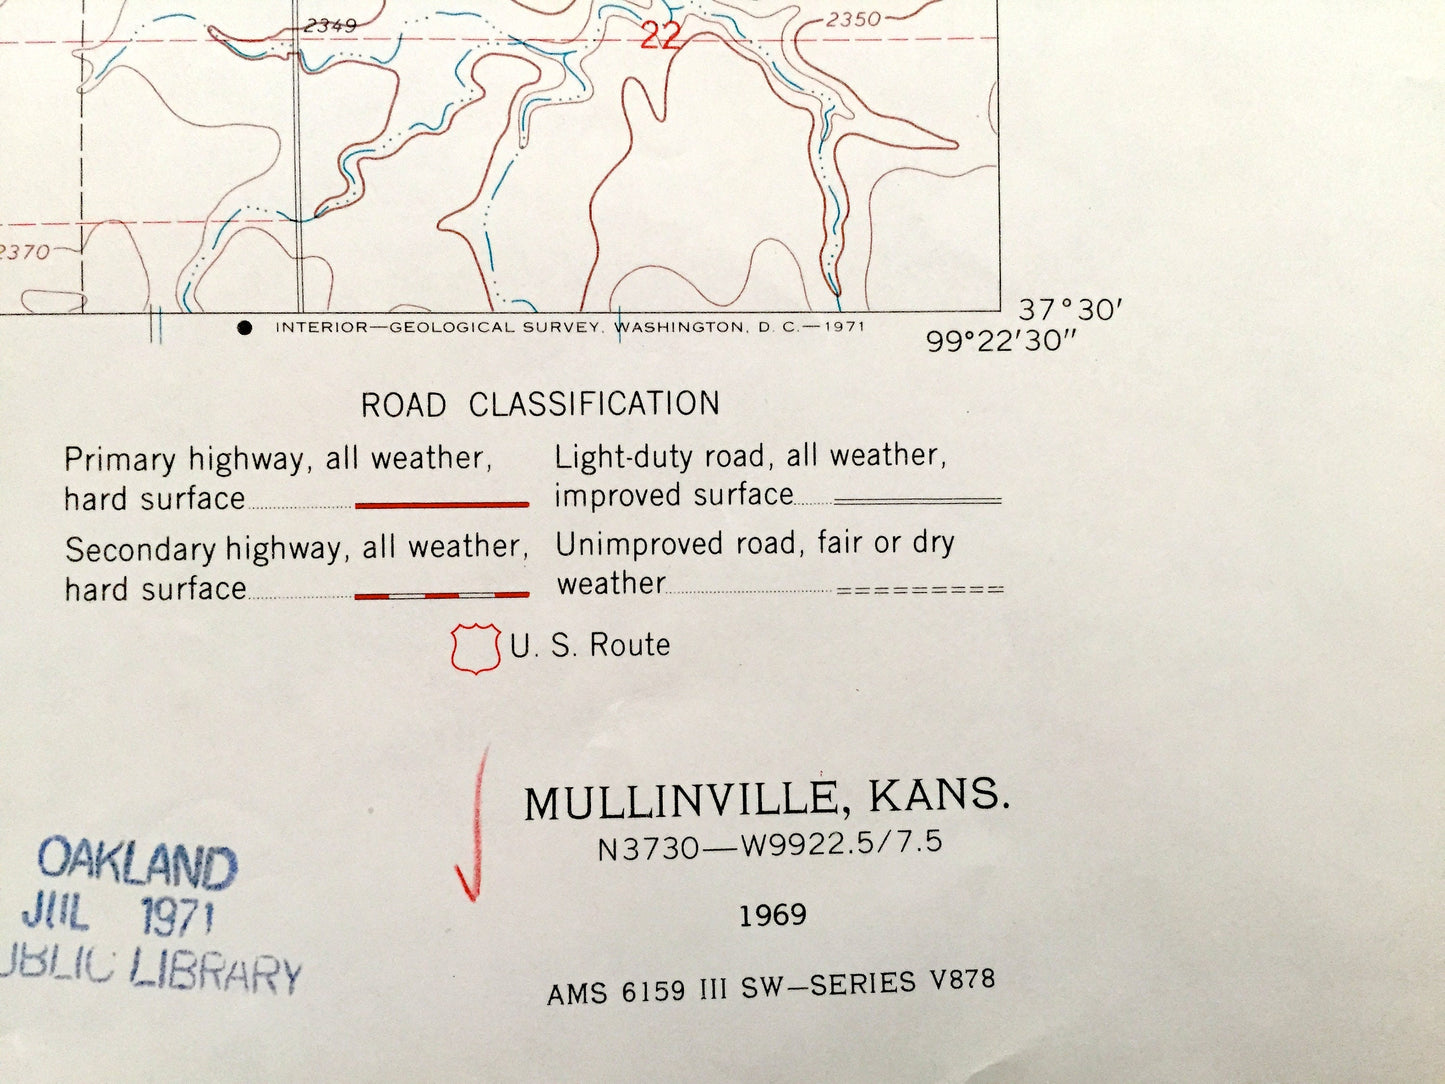 2349
22
2350
2370
37°30′
INTERIOR—GEOLOGICAL SURVEY, WASHINGTON, D. C.—1971
99°22′30″
ROAD CLASSIFICATION
Primary highway, all weather,
hard surface
Light-duty road, all weather,
improved surface
Secondary highway, all weather,
hard surface
Unimproved road, fair or dry
weather
U. S. Route
MULLINVILLE, KANS.
N3730—W9922.5/7.5
1969
AMS 6159 III SW—SERIES V878
OAKLAND
JUL 1971
UBLIC LIBRARY